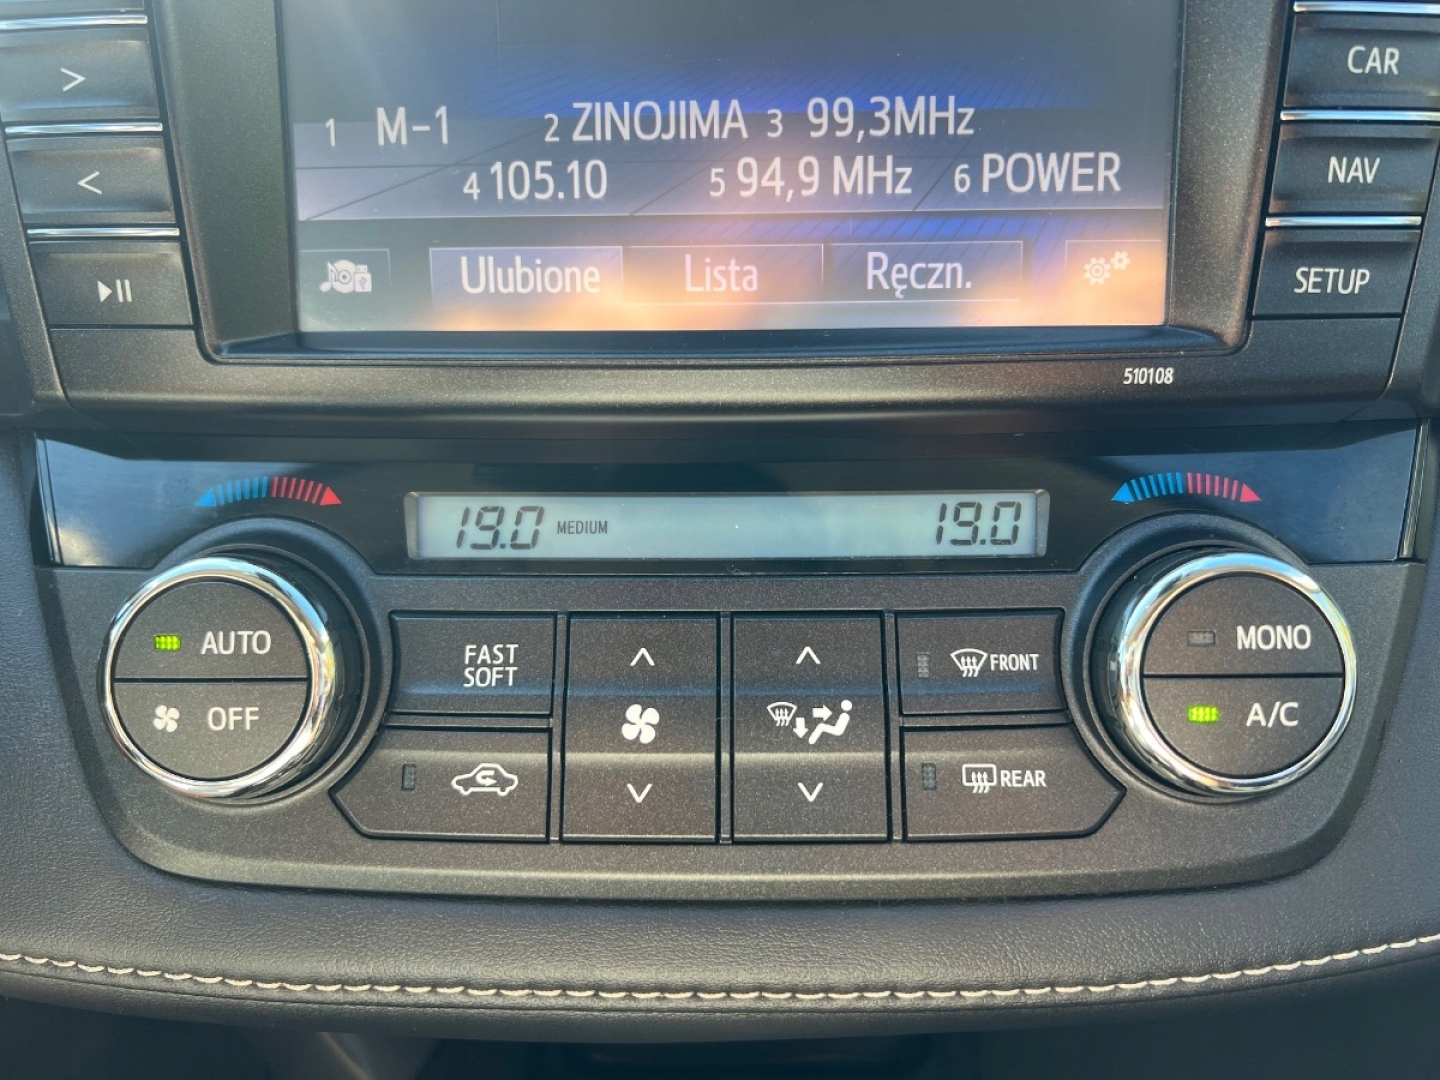 > CAR
1 M-1 2 ZINOJIMA 3 99,3MHz
4 105.10 5 94,9 MHz 6 POWER
< NAV
Ulubione Lista Ręczn.
SETUP
510108
19.0 MEDIUM 19.0
AUTO
OFF
FAST
SOFT
FRONT
REAR
MONO
A/C